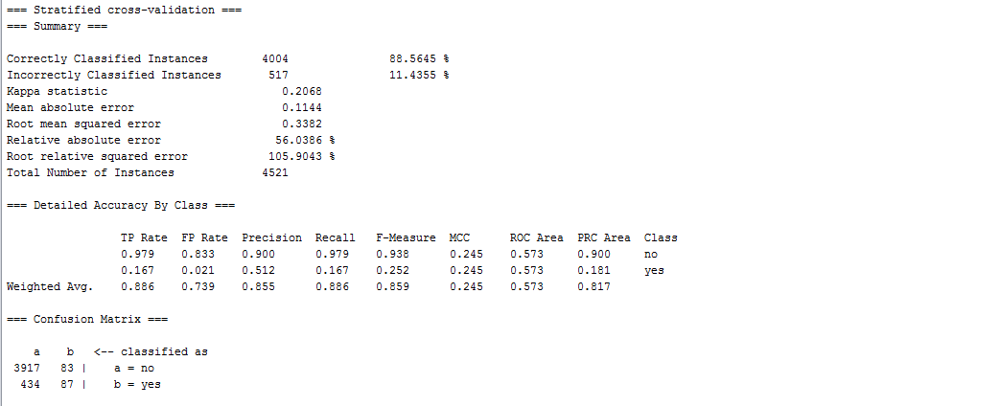 === Stratified cross-validation ===
=== Summary ===
Correctly Classified Instances 4004 88.5645 %
Incorrectly Classified Instances 517 11.4355 %
Kappa statistic 0.2068
Mean absolute error 0.1144
Root mean squared error 0.3382
Relative absolute error 56.0386 %
Root relative squared error 105.9043 %
Total Number of Instances 4521
=== Detailed Accuracy By Class ===
TP Rate FP Rate Precision Recall F-Measure MCC ROC Area PRC Area Class
0.979 0.833 0.900 0.979 0.938 0.245 0.573 0.900 no
0.167 0.021 0.512 0.167 0.252 0.245 0.573 0.181 yes
Weighted Avg. 0.886 0.739 0.855 0.886 0.859 0.245 0.573 0.817
=== Confusion Matrix ===
a b <-- classified as
3917 83 | a = no
434 87 | b = yes